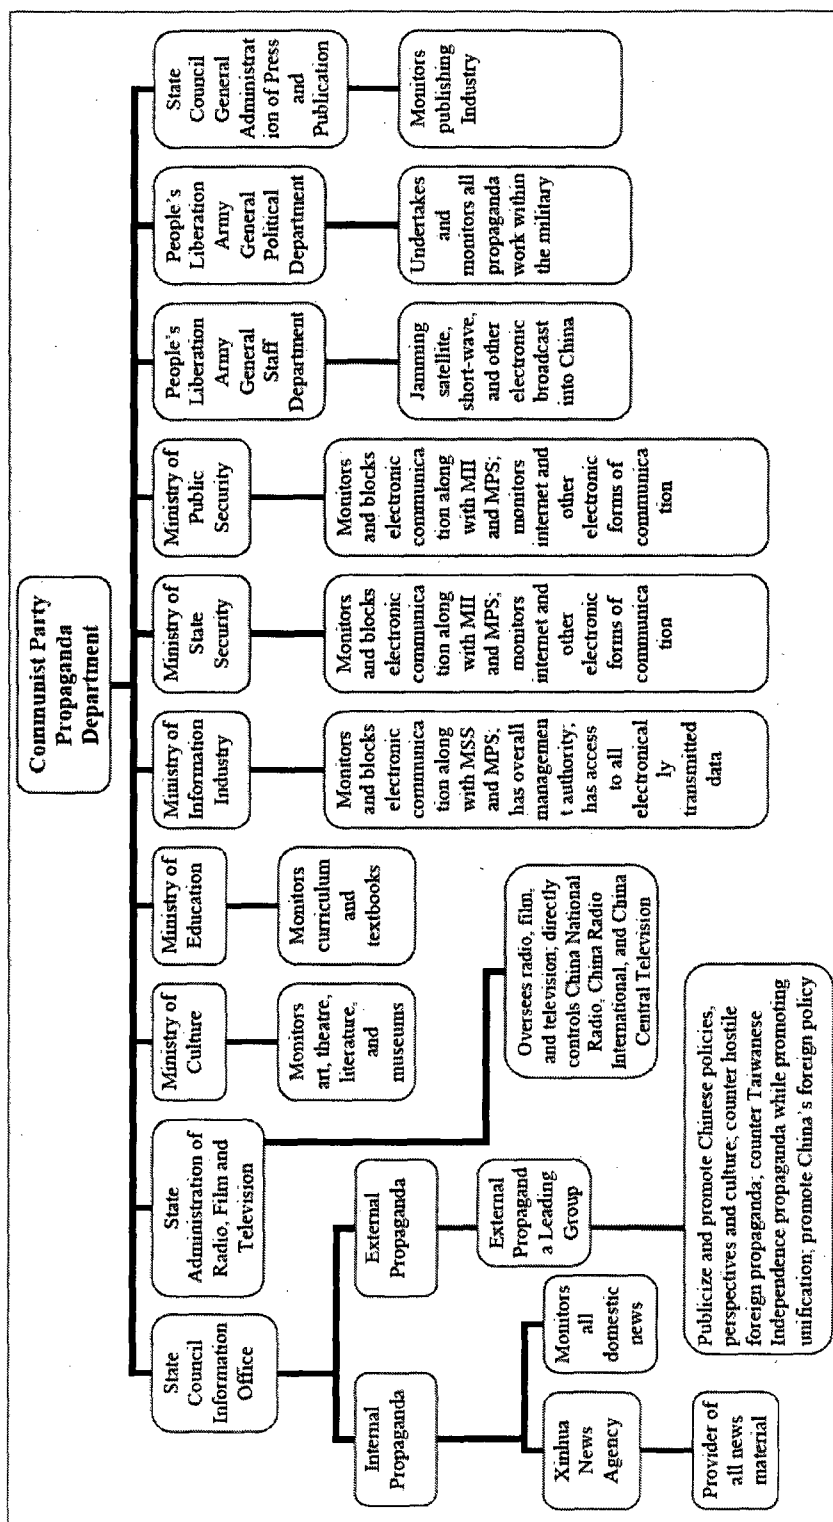 Communist Party
Propaganda
Department
State
Council
Information
Office
State
Administration of
Radio, Film and
Television
Ministry of
Culture
Ministry of
Education
Ministry of
Information
Industry
Ministry of
State
Security
Ministry of
Public
Security
People's
Liberation
Army
General
Staff
Department
People's
Liberation
Army
General
Political
Department
State
Council
General
Administrat
ion of Press
and
Publication
Internal
Propaganda
External
Propaganda
Monitors
art, theatre,
literature,
and
museums
Monitors
curriculum
and
textbooks
Monitors
and blocks
electronic
communica
tion along
with MSS
and MPS;
has overall
managemen
t authority;
has access
to all
electronical
ly
transmitted
data
Monitors
and blocks
electronic
communica
tion along
with MII
and MPS;
monitors
internet and
other
electronic
forms of
communica
tion
Monitors
and blocks
electronic
communica
tion along
with MII
and MPS;
monitors
internet and
other
electronic
forms of
communica
tion
Jamming
satellite,
short-wave,
and other
electronic
broadcast
into China
Undertakes
and
monitors all
propaganda
work within
the military
Monitors
publishing
Industry
Xinhua
News
Agency
Monitors
all
domestic
news
External
Propagand
a Leading
Group
Oversees radio, film,
and television; directly
controls China National
Radio, China Radio
International, and China
Central Television
Provider of
all news
material
Publicize and promote Chinese policies,
perspectives and culture; counter hostile
foreign propaganda; counter Taiwanese
Independence propaganda while promoting
unification; promote China's foreign policy